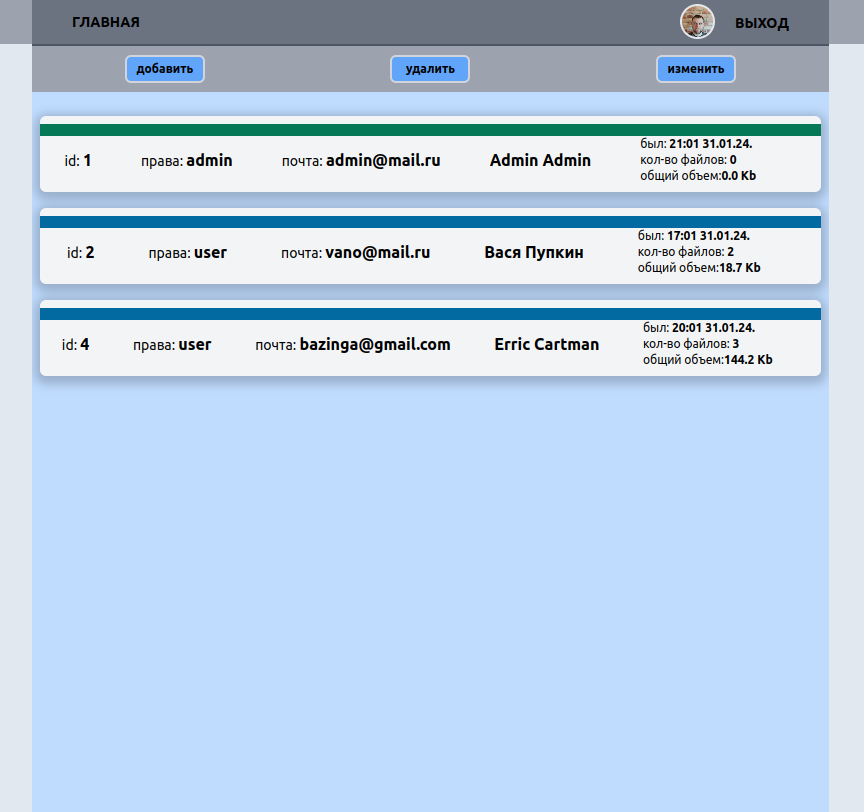 ГЛАВНАЯ ВЫХОД
добавить удалить изменить
id: 1 права: admin почта: admin@mail.ru Admin Admin
был: 21:01 31.01.24.
кол-во файлов: 0
общий объем:0.0 Kb
id: 2 права: user почта: vano@mail.ru Вася Пупкин
был: 17:01 31.01.24.
кол-во файлов: 2
общий объем:18.7 Kb
id: 4 права: user почта: bazinga@gmail.com Erric Cartman
был: 20:01 31.01.24.
кол-во файлов: 3
общий объем:144.2 Kb